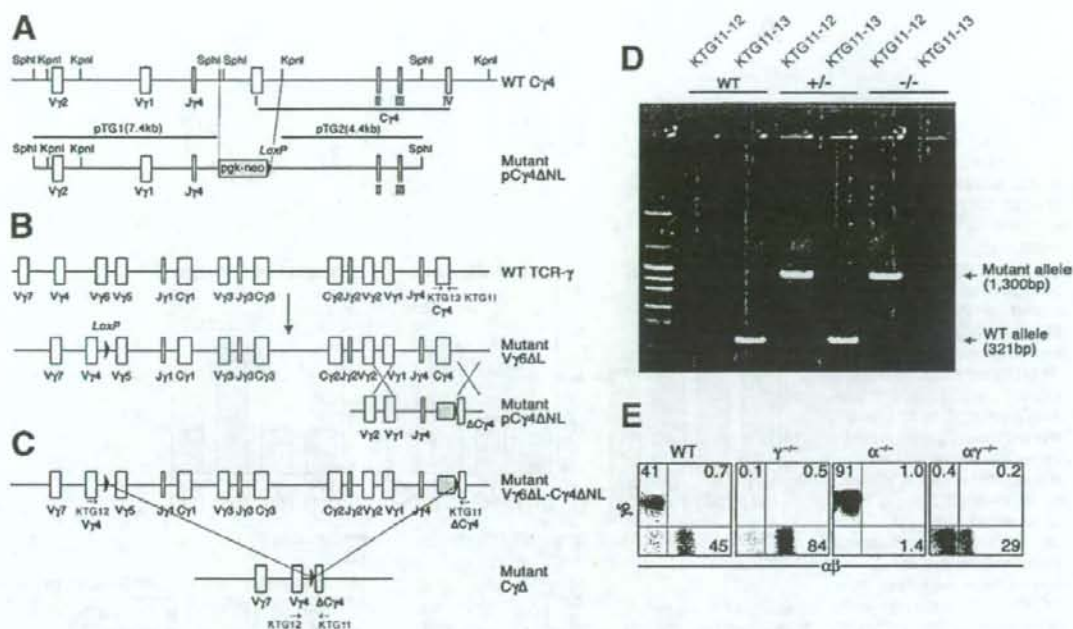 A
SphI KpnI KpnI SphI SphI KpnI SphI KpnI
WT Cγ4
Vγ2 Vγ1 Jγ4 I II III IV
Cγ4
pTG1(7.4kb) pTG2(4.4kb)
SphI KpnI KpnI LoxP SphI
pgk-neo
Mutant
pCγ4ΔNL
Vγ2 Vγ1 Jγ4 II III
B
WT TCR-γ
Vγ7 Vγ4 Vγ6 Vγ5 Jγ1 Cγ1 Vγ3 Jγ3 Cγ3 Cγ2 Jγ2 Vγ2 Vγ1 Jγ4 KTG13 KTG11
Cγ4
LoxP
Mutant
Vγ6ΔL
Vγ7 Vγ4 Vγ5 Jγ1 Cγ1 Vγ3 Jγ3 Cγ3 Cγ2 Jγ2 Vγ2 Vγ1 Jγ4 Cγ4
Mutant
pCγ4ΔNL
Vγ2 Vγ1 Jγ4 ΔCγ4
C
Mutant
Vγ6ΔL-Cγ4ΔNL
Vγ7 KTG12 Vγ5 Jγ1 Cγ1 Vγ3 Jγ3 Cγ3 Cγ2 Jγ2 Vγ2 Vγ1 Jγ4 KTG11
Vγ4 ΔCγ4
Mutant
CγΔ
Vγ7 Vγ4 ΔCγ4
KTG12 KTG11
D
KTG11-12 KTG11-13 KTG11-12 KTG11-13 KTG11-12 KTG11-13
WT +/- -/-
Mutant allele
(1,300bp)
WT allele
(321bp)
E
WT γ-/- α-/- αγ-/-
41 0.7 0.1 0.5 91 1.0 0.4 0.2
γδ
45 84 1.4 29
αβ